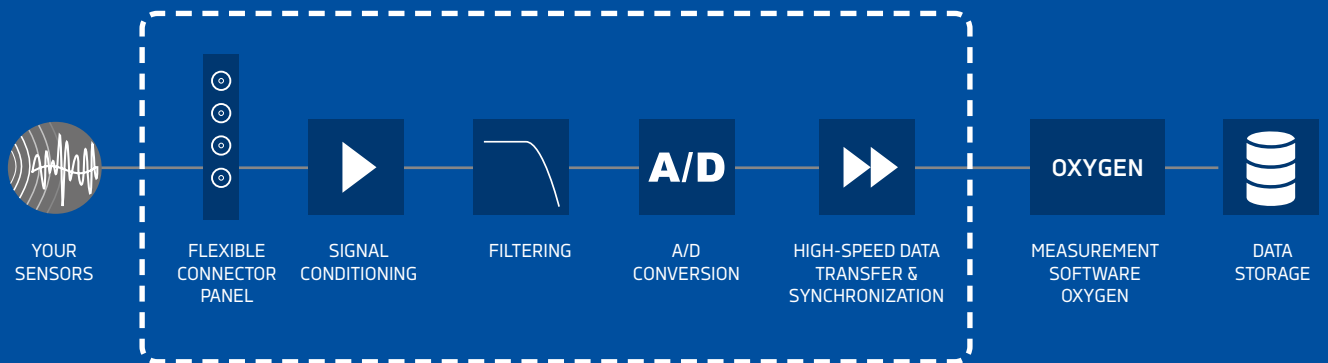 A/D
OXYGEN
YOUR
SENSORS
FLEXIBLE
CONNECTOR
PANEL
SIGNAL
CONDITIONING
FILTERING
A/D
CONVERSION
HIGH-SPEED DATA
TRANSFER &
SYNCHRONIZATION
MEASUREMENT
SOFTWARE
OXYGEN
DATA
STORAGE